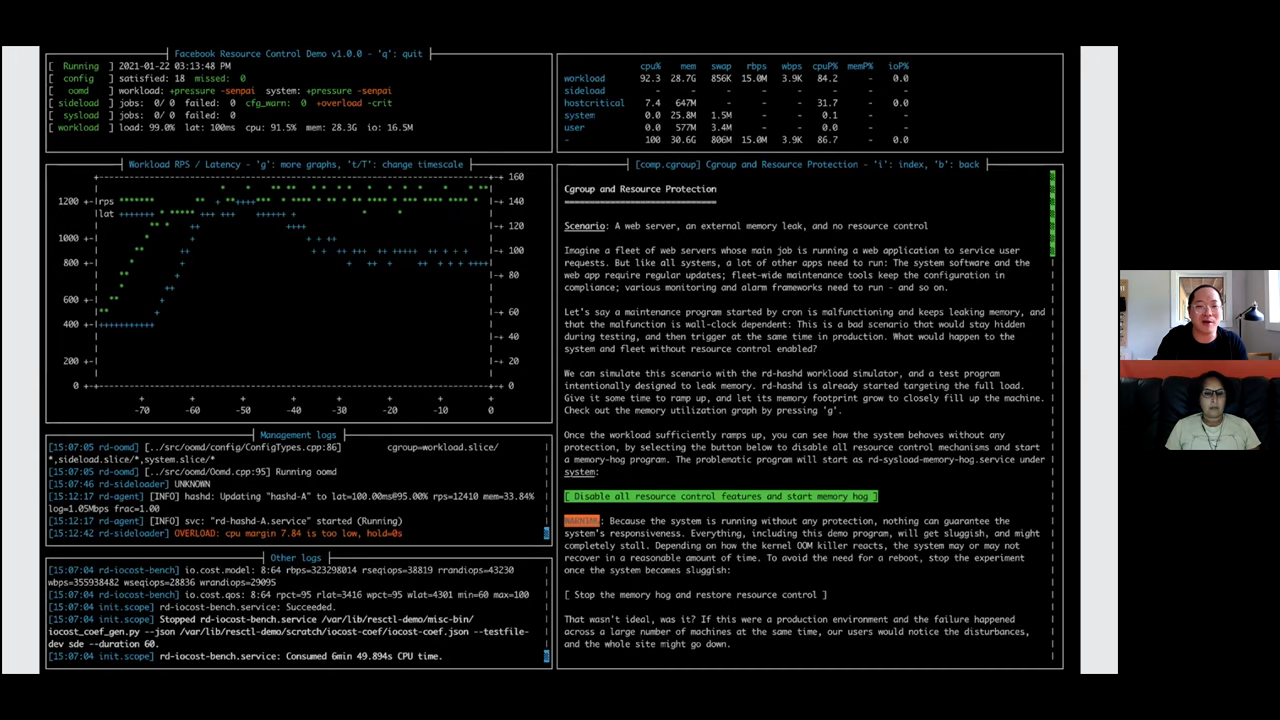 Facebook Resource Control Demo v1.0.0 - 'q': quit
[ Running ] 2021-01-22 03:13:48 PM
[ config ] satisfied: 18 missed: 0
[ oomd ] workload: +pressure -senpai system: +pressure -senpai
[ sideload ] jobs: 0/ 0 failed: 0 cfg_warn: 0 +overload -crit
[ sysload ] jobs: 0/ 0 failed: 0
[ workload ] load: 99.0% lat: 100ms cpu: 91.5% mem: 28.3G io: 16.5M
cpu% mem swap rbps wbps cpuP% memP% ioP%
workload 92.3 28.7G 856K 15.0M 3.9K 84.2 - 0.0
sideload - - - - - - - -
hostcritical 7.4 647M - - - 31.7 - 0.0
system 0.0 25.8M 1.5M - - 0.1 - -
user 0.0 577M 3.4M - - 0.0 - -
- 100 30.6G 806M 15.0M 3.9K 86.7 - 0.0
Workload RPS / Latency - 'g': more graphs, 't/T': change timescale
rps
lat
1200
1000
800
600
400
200
0
160
140
120
100
80
60
40
20
0
-70 -60 -50 -40 -30 -20 -10 0
Management logs
[15:07:05 rd-oomd] [../src/oomd/config/ConfigTypes.cpp:86] cgroup=workload.slice/
*,sideload.slice/*,system.slice/*
[15:07:05 rd-oomd] [../src/oomd/Oomd.cpp:95] Running oomd
[15:07:46 rd-sideloader] UNKNOWN
[15:12:17 rd-agent] [INFO] hashd: Updating "hashd-A" to lat=100.00ms@95.00% rps=12410 mem=33.84%
log=1.05Mbps frac=1.00
[15:12:17 rd-agent] [INFO] svc: "rd-hashd-A.service" started (Running)
[15:12:42 rd-sideloader] OVERLOAD: cpu margin 7.84 is too low, hold=0s
Other logs
[15:07:04 rd-iocost-bench] io.cost.model: 8:64 rbps=323298014 rseqiops=38819 rrandiops=43230
wbps=355938482 wseqiops=28836 wrandiops=29095
[15:07:04 rd-iocost-bench] io.cost.qos: 8:64 rpct=95 rlat=3416 wpct=95 wlat=4301 min=60 max=100
[15:07:04 init.scope] rd-iocost-bench.service: Succeeded.
[15:07:04 init.scope] Stopped rd-iocost-bench.service /var/lib/resctl-demo/misc-bin/
iocost_coef_gen.py --json /var/lib/resctl-demo/scratch/iocost-coef/iocost-coef.json --testfile-
dev sde --duration 60.
[15:07:04 init.scope] rd-iocost-bench.service: Consumed 6min 49.894s CPU time.
[comp.cgroup] Cgroup and Resource Protection - 'i': index, 'b': back
Cgroup and Resource Protection
==============================
Scenario: A web server, an external memory leak, and no resource control
Imagine a fleet of web servers whose main job is running a web application to service user
requests. But like all systems, a lot of other apps need to run: The system software and the
web app require regular updates; fleet-wide maintenance tools keep the configuration in
compliance; various monitoring and alarm frameworks need to run - and so on.
Let's say a maintenance program started by cron is malfunctioning and keeps leaking memory, and
that the malfunction is wall-clock dependent: This is a bad scenario that would stay hidden
during testing, and then trigger at the same time in production. What would happen to the
system and fleet without resource control enabled?
We can simulate this scenario with the rd-hashd workload simulator, and a test program
intentionally designed to leak memory. rd-hashd is already started targeting the full load.
Give it some time to ramp up, and let its memory footprint grow to closely fill up the machine.
Check out the memory utilization graph by pressing 'g'.
Once the workload sufficiently ramps up, you can see how the system behaves without any
protection, by selecting the button below to disable all resource control mechanisms and start
a memory-hog program. The problematic program will start as rd-sysload-memory-hog.service under
system:
[ Disable all resource control features and start memory hog ]
WARNING: Because the system is running without any protection, nothing can guarantee the
system's responsiveness. Everything, including this demo program, will get sluggish, and might
completely stall. Depending on how the kernel OOM killer reacts, the system may or may not
recover in a reasonable amount of time. To avoid the need for a reboot, stop the experiment
once the system becomes sluggish:
[ Stop the memory hog and restore resource control ]
That wasn't ideal, was it? If this were a production environment and the failure happened
across a large number of machines at the same time, our users would notice the disturbances,
and the whole site might go down.